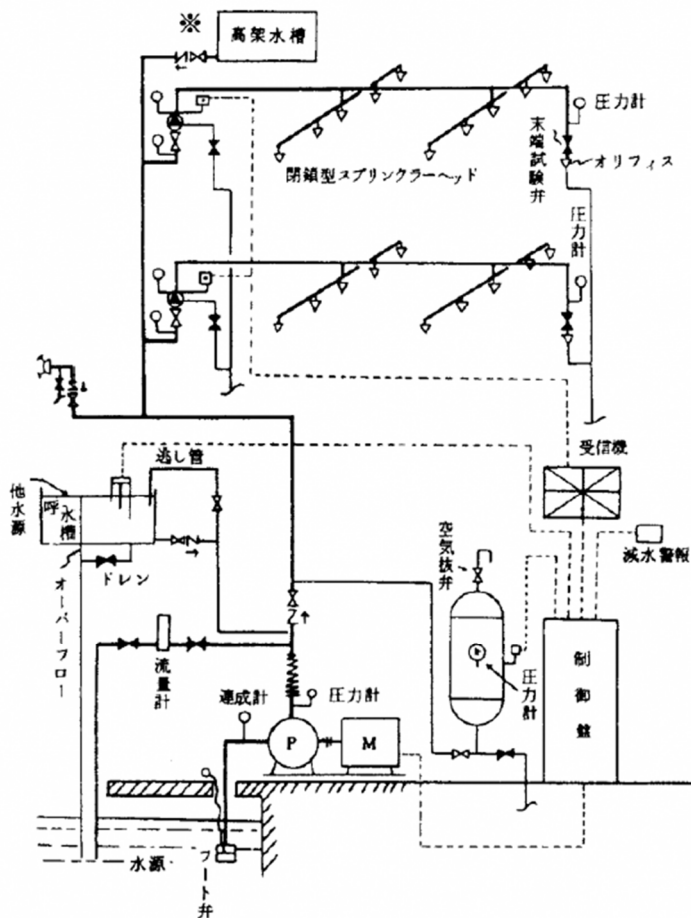 ※
高架水槽
圧力計
末端試験弁
オリフィス
閉鎖型スプリンクラーヘッド
圧力計
受信機
逃し管
他水源
呼水槽
減水警報
空気抜弁
ドレン
オーバーフロー
流量計
連成計
圧力計
圧力計
制御盤
P
M
水源
フート弁